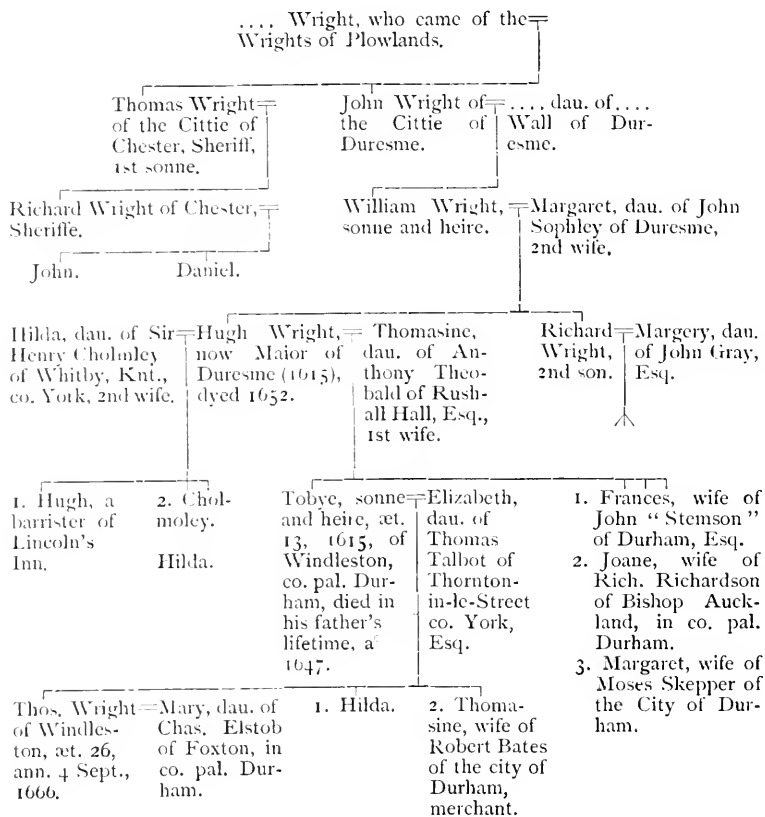 .... Wright, who came of the
Wrights of Plowlands.
Thomas Wright
of the Cittie of
Chester, Sheriff,
1st sonne.
John Wright of
the Cittie of
Duresme.
.... dau. of ....
Wall of Dur-
esme.
Richard Wright of Chester,
Sheriffe.
William Wright,
sonne and heire.
Margaret, dau. of John
Sophley of Duresme,
2nd wife.
John.
Daniel.
Hilda, dau. of Sir
Henry Cholmley
of Whitby, Knt.,
co. York, 2nd wife.
Hugh Wright,
now Maior of
Duresme (1615),
dyed 1652.
Thomasine,
dau. of An-
thony Theo-
bald of Rush-
all Hall, Esq.,
1st wife.
Richard
Wright,
2nd son.
Margery, dau.
of John Gray,
Esq.
1. Hugh, a
barrister of
Lincoln's
Inn.
2. Chol-
moley.
Hilda.
Tobye, sonne
and heire, æt.
13, 1615, of
Windleston,
co. pal. Dur-
ham, died in
his father's
lifetime, a°
1647.
Elizabeth,
dau. of
Thomas
Talbot of
Thornton-
in-le-Street
co. York,
Esq.
1. Frances, wife of
John "Stemson"
of Durham, Esq.
2. Joane, wife of
Rich. Richardson
of Bishop Auck-
land, in co. pal.
Durham.
3. Margaret, wife of
Moses Skepper of
the City of Dur-
ham.
Thos. Wright
of Windles-
ton, æt. 26,
ann. 4 Sept.,
1666.
Mary, dau. of
Chas. Elstob
of Foxton, in
co. pal. Dur-
ham.
1. Hilda.
2. Thoma-
sine, wife of
Robert Bates
of the city of
Durham,
merchant.